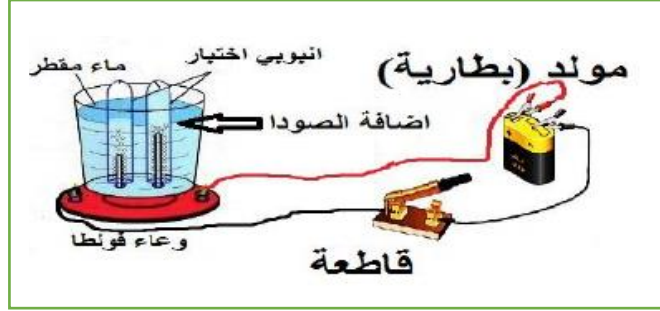 انبوبي اختبار
ماء مقطر
مولد (بطارية)
اضافة الصودا
وعاء فولطا
قاطعة